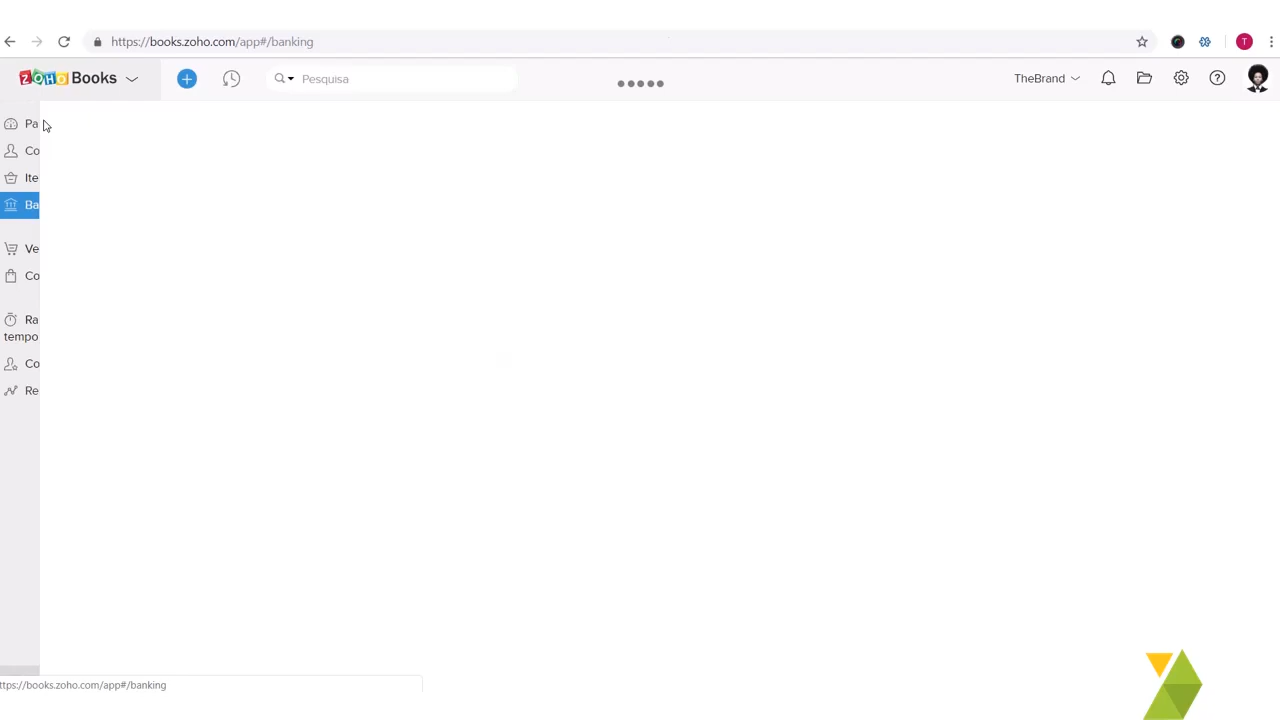 https://books.zoho.com/app#/banking
T
ZOHO Books
Pesquisa
TheBrand
Pa
Co
Ite
Ba
Ve
Co
Ra
tempo
Co
Re
ttps://books.zoho.com/app#/banking